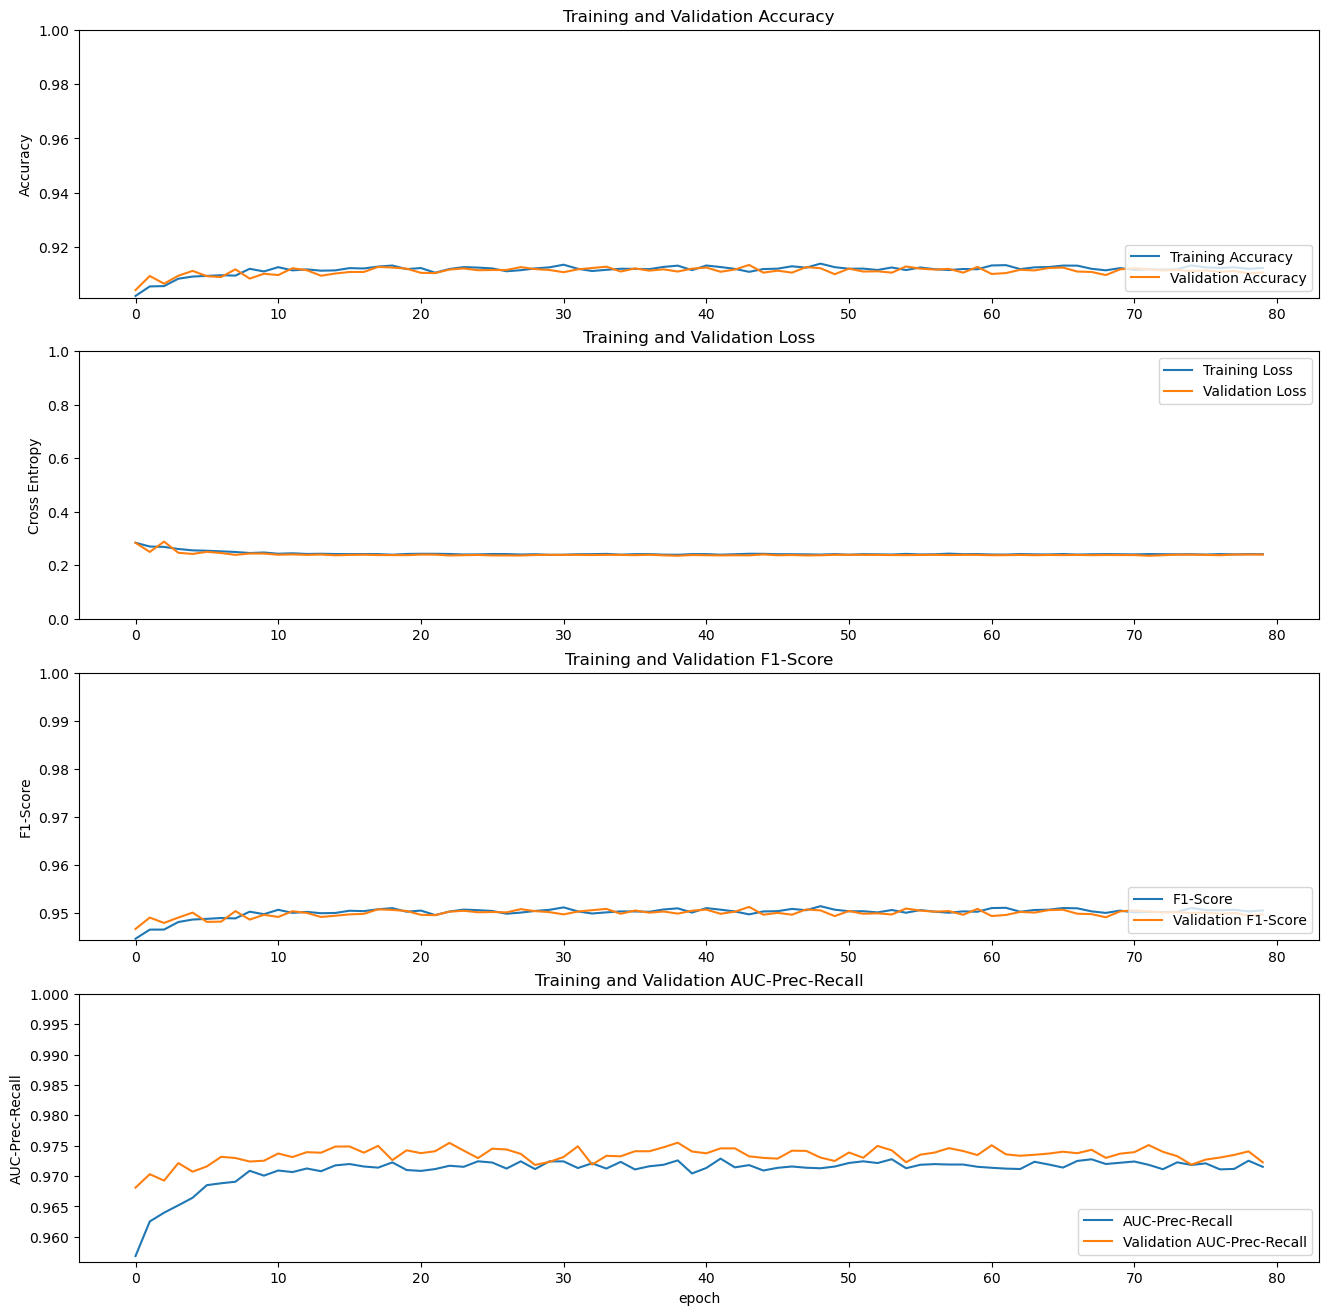 Training and Validation Accuracy
1.00
0.98
0.96
0.94
0.92
Accuracy
Training Accuracy
Validation Accuracy
0 10 20 30 40 50 60 70 80
Training and Validation Loss
1.0
0.8
0.6
0.4
0.2
0.0
Cross Entropy
Training Loss
Validation Loss
0 10 20 30 40 50 60 70 80
Training and Validation F1-Score
1.00
0.99
0.98
0.97
0.96
0.95
F1-Score
F1-Score
Validation F1-Score
0 10 20 30 40 50 60 70 80
Training and Validation AUC-Prec-Recall
1.000
0.995
0.990
0.985
0.980
0.975
0.970
0.965
0.960
AUC-Prec-Recall
AUC-Prec-Recall
Validation AUC-Prec-Recall
0 10 20 30 40 50 60 70 80
epoch